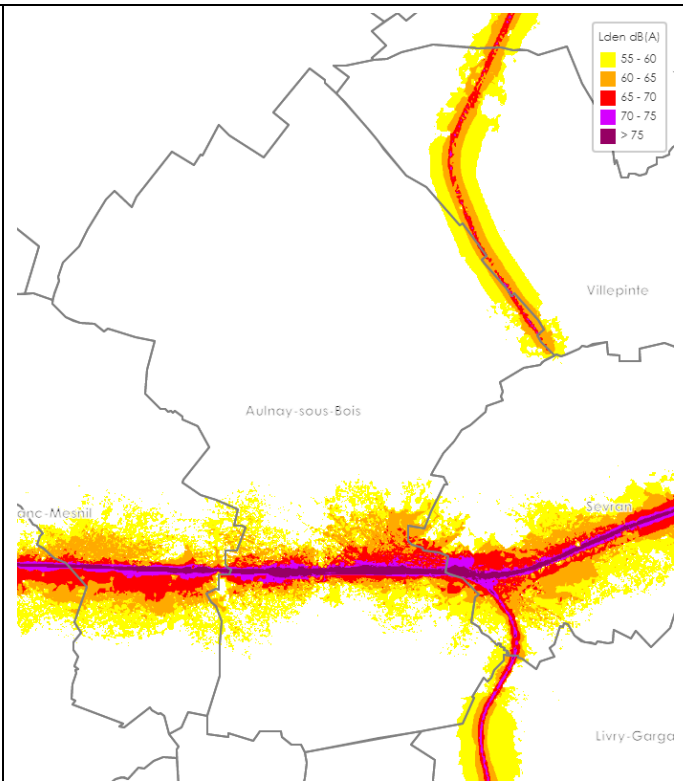 Lden dB(A)
55 - 60
60 - 65
65 - 70
70 - 75
> 75
Villepinte
Aulnay-sous-Bois
anc-Mesnil
Sevran
Livry-Garga